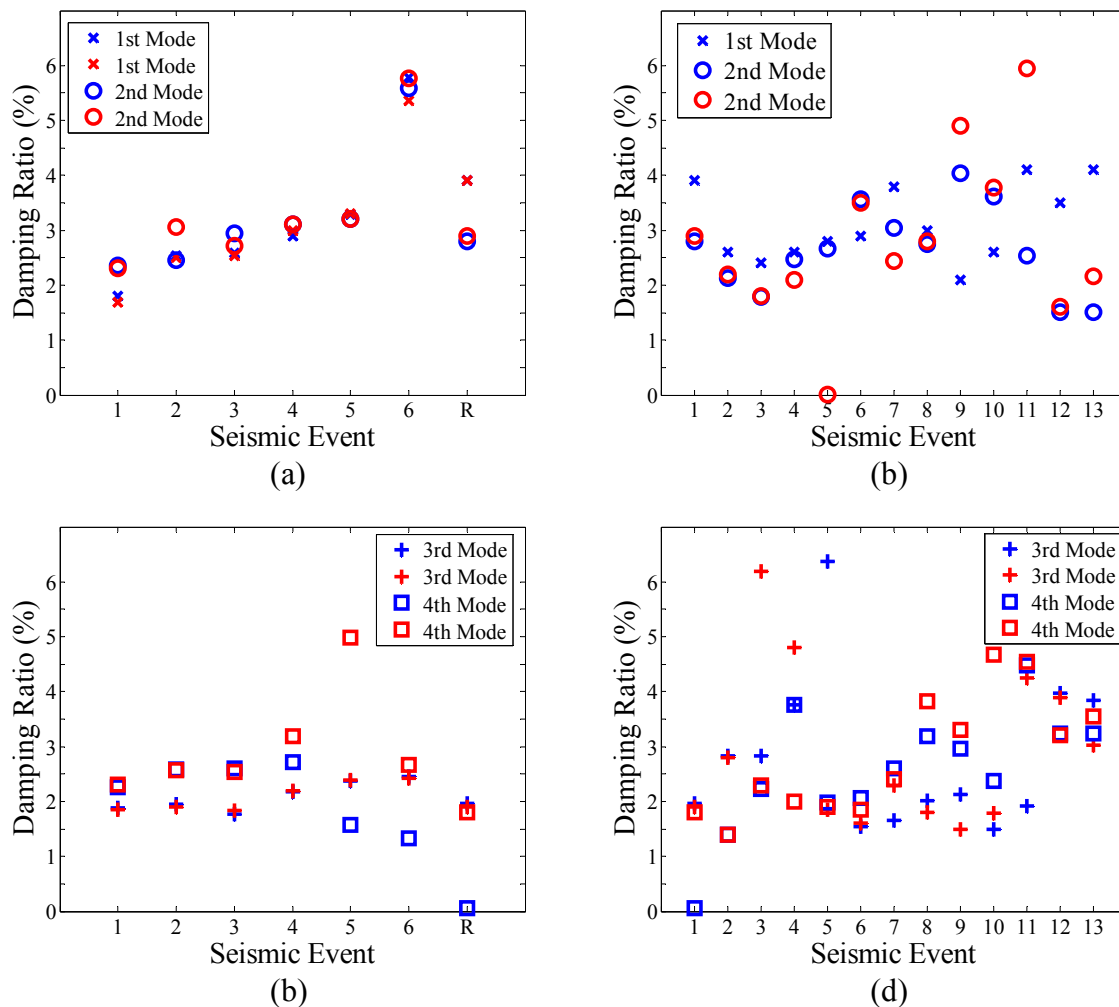 1st Mode
1st Mode
2nd Mode
2nd Mode
Damping Ratio (%)
6
5
4
3
2
1
0
1 2 3 4 5 6 R
Seismic Event
(a)
1st Mode
2nd Mode
2nd Mode
Damping Ratio (%)
6
5
4
3
2
1
0
1 2 3 4 5 6 7 8 9 10 11 12 13
Seismic Event
(b)
3rd Mode
3rd Mode
4th Mode
4th Mode
Damping Ratio (%)
6
5
4
3
2
1
0
1 2 3 4 5 6 R
Seismic Event
(b)
3rd Mode
3rd Mode
4th Mode
4th Mode
Damping Ratio (%)
6
5
4
3
2
1
0
1 2 3 4 5 6 7 8 9 10 11 12 13
Seismic Event
(d)